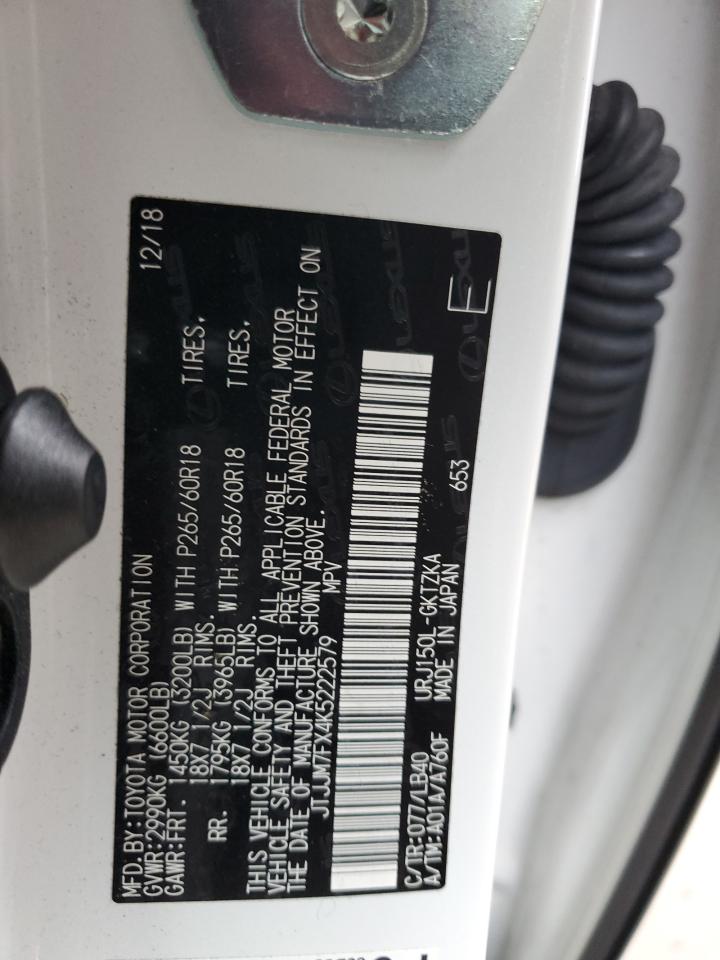 MFD.BY:TOYOTA MOTOR CORPORATION 12/18
GVWR:2990KG (6600LB)
GAWR:FRT. 1450KG (3200LB) WITH P265/60R18 TIRES,
18X7 1/2J RIMS.
RR. 1795KG (3965LB) WITH P265/60R18 TIRES,
18X7 1/2J RIMS.
THIS VEHICLE CONFORMS TO ALL APPLICABLE FEDERAL MOTOR
VEHICLE SAFETY AND THEFT PREVENTION STANDARDS IN EFFECT ON
THE DATE OF MANUFACTURE SHOWN ABOVE.
JTJJM7FX4K5222579 MPV
C/TR:077/LB40 URJ150L-GKTZKA 653
A/TM:A01A/A760F MADE IN JAPAN
E
LEXUS